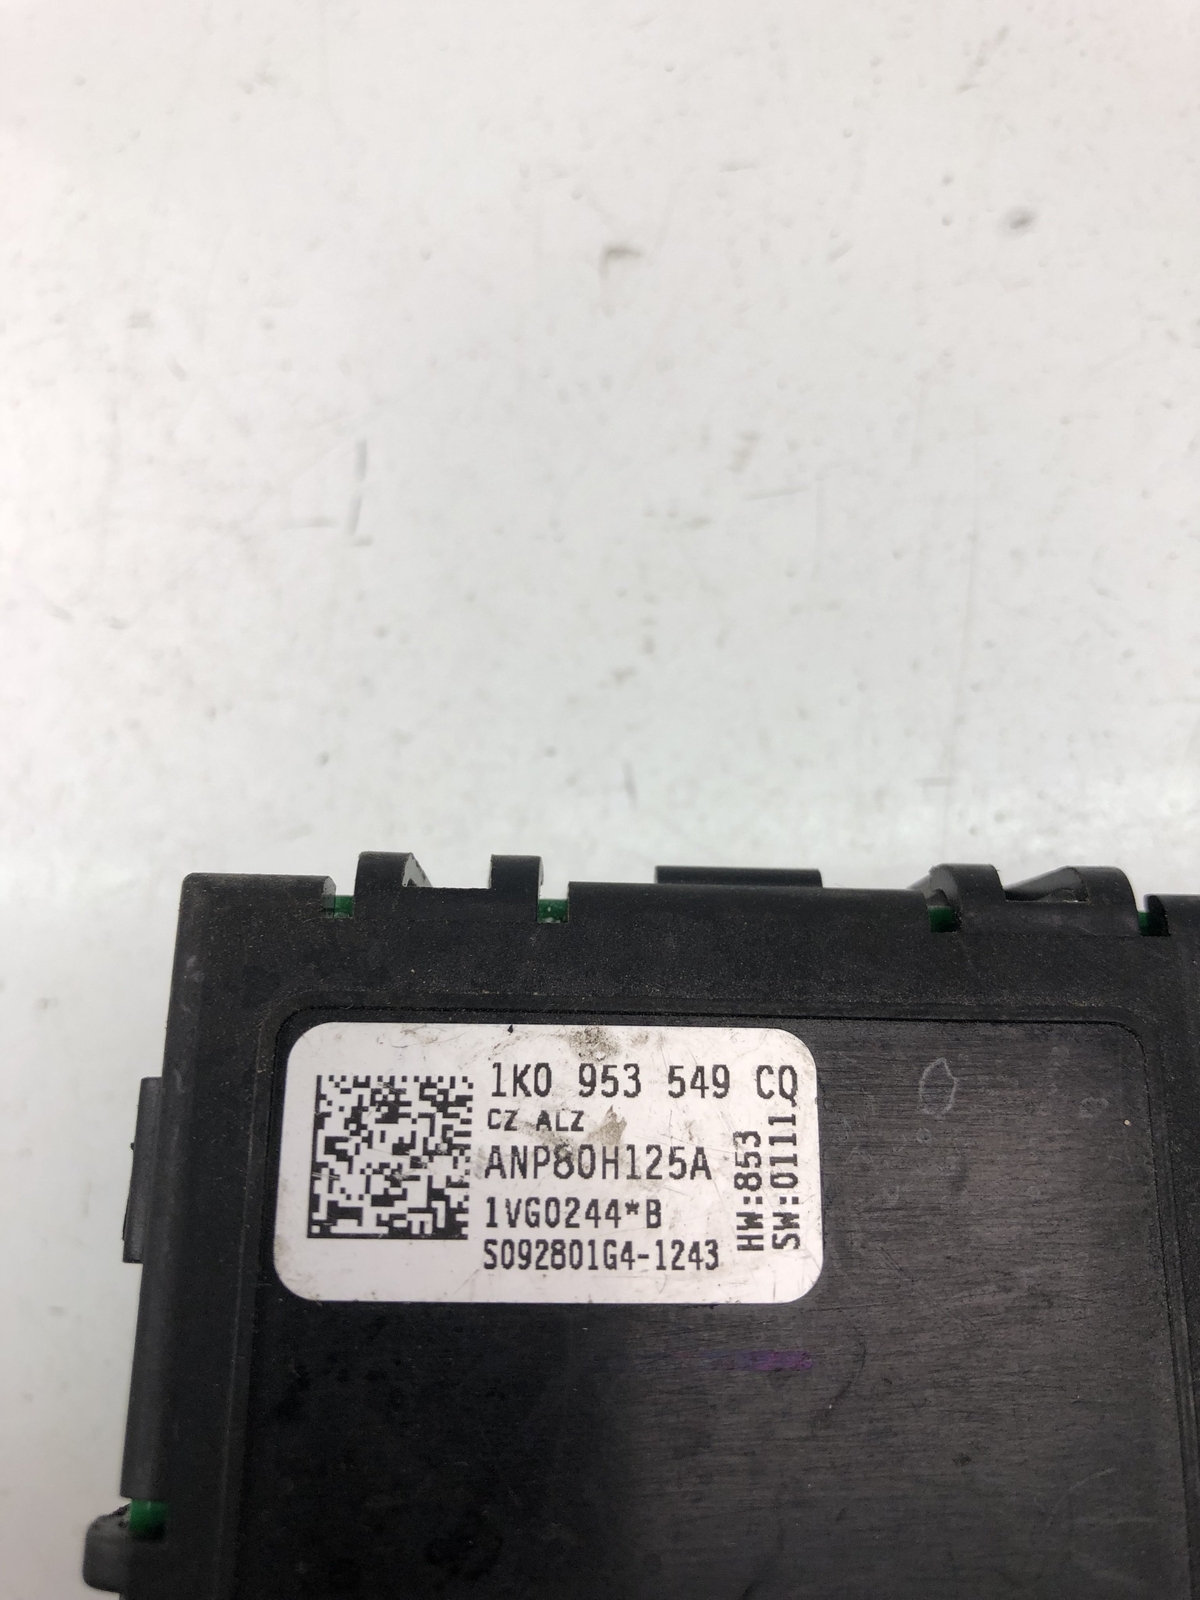 1K0 953 549 CQ
CZ ALZ
ANP80H125A
1VG0244*B
S092801G4-1243
HW:853
SW:0111